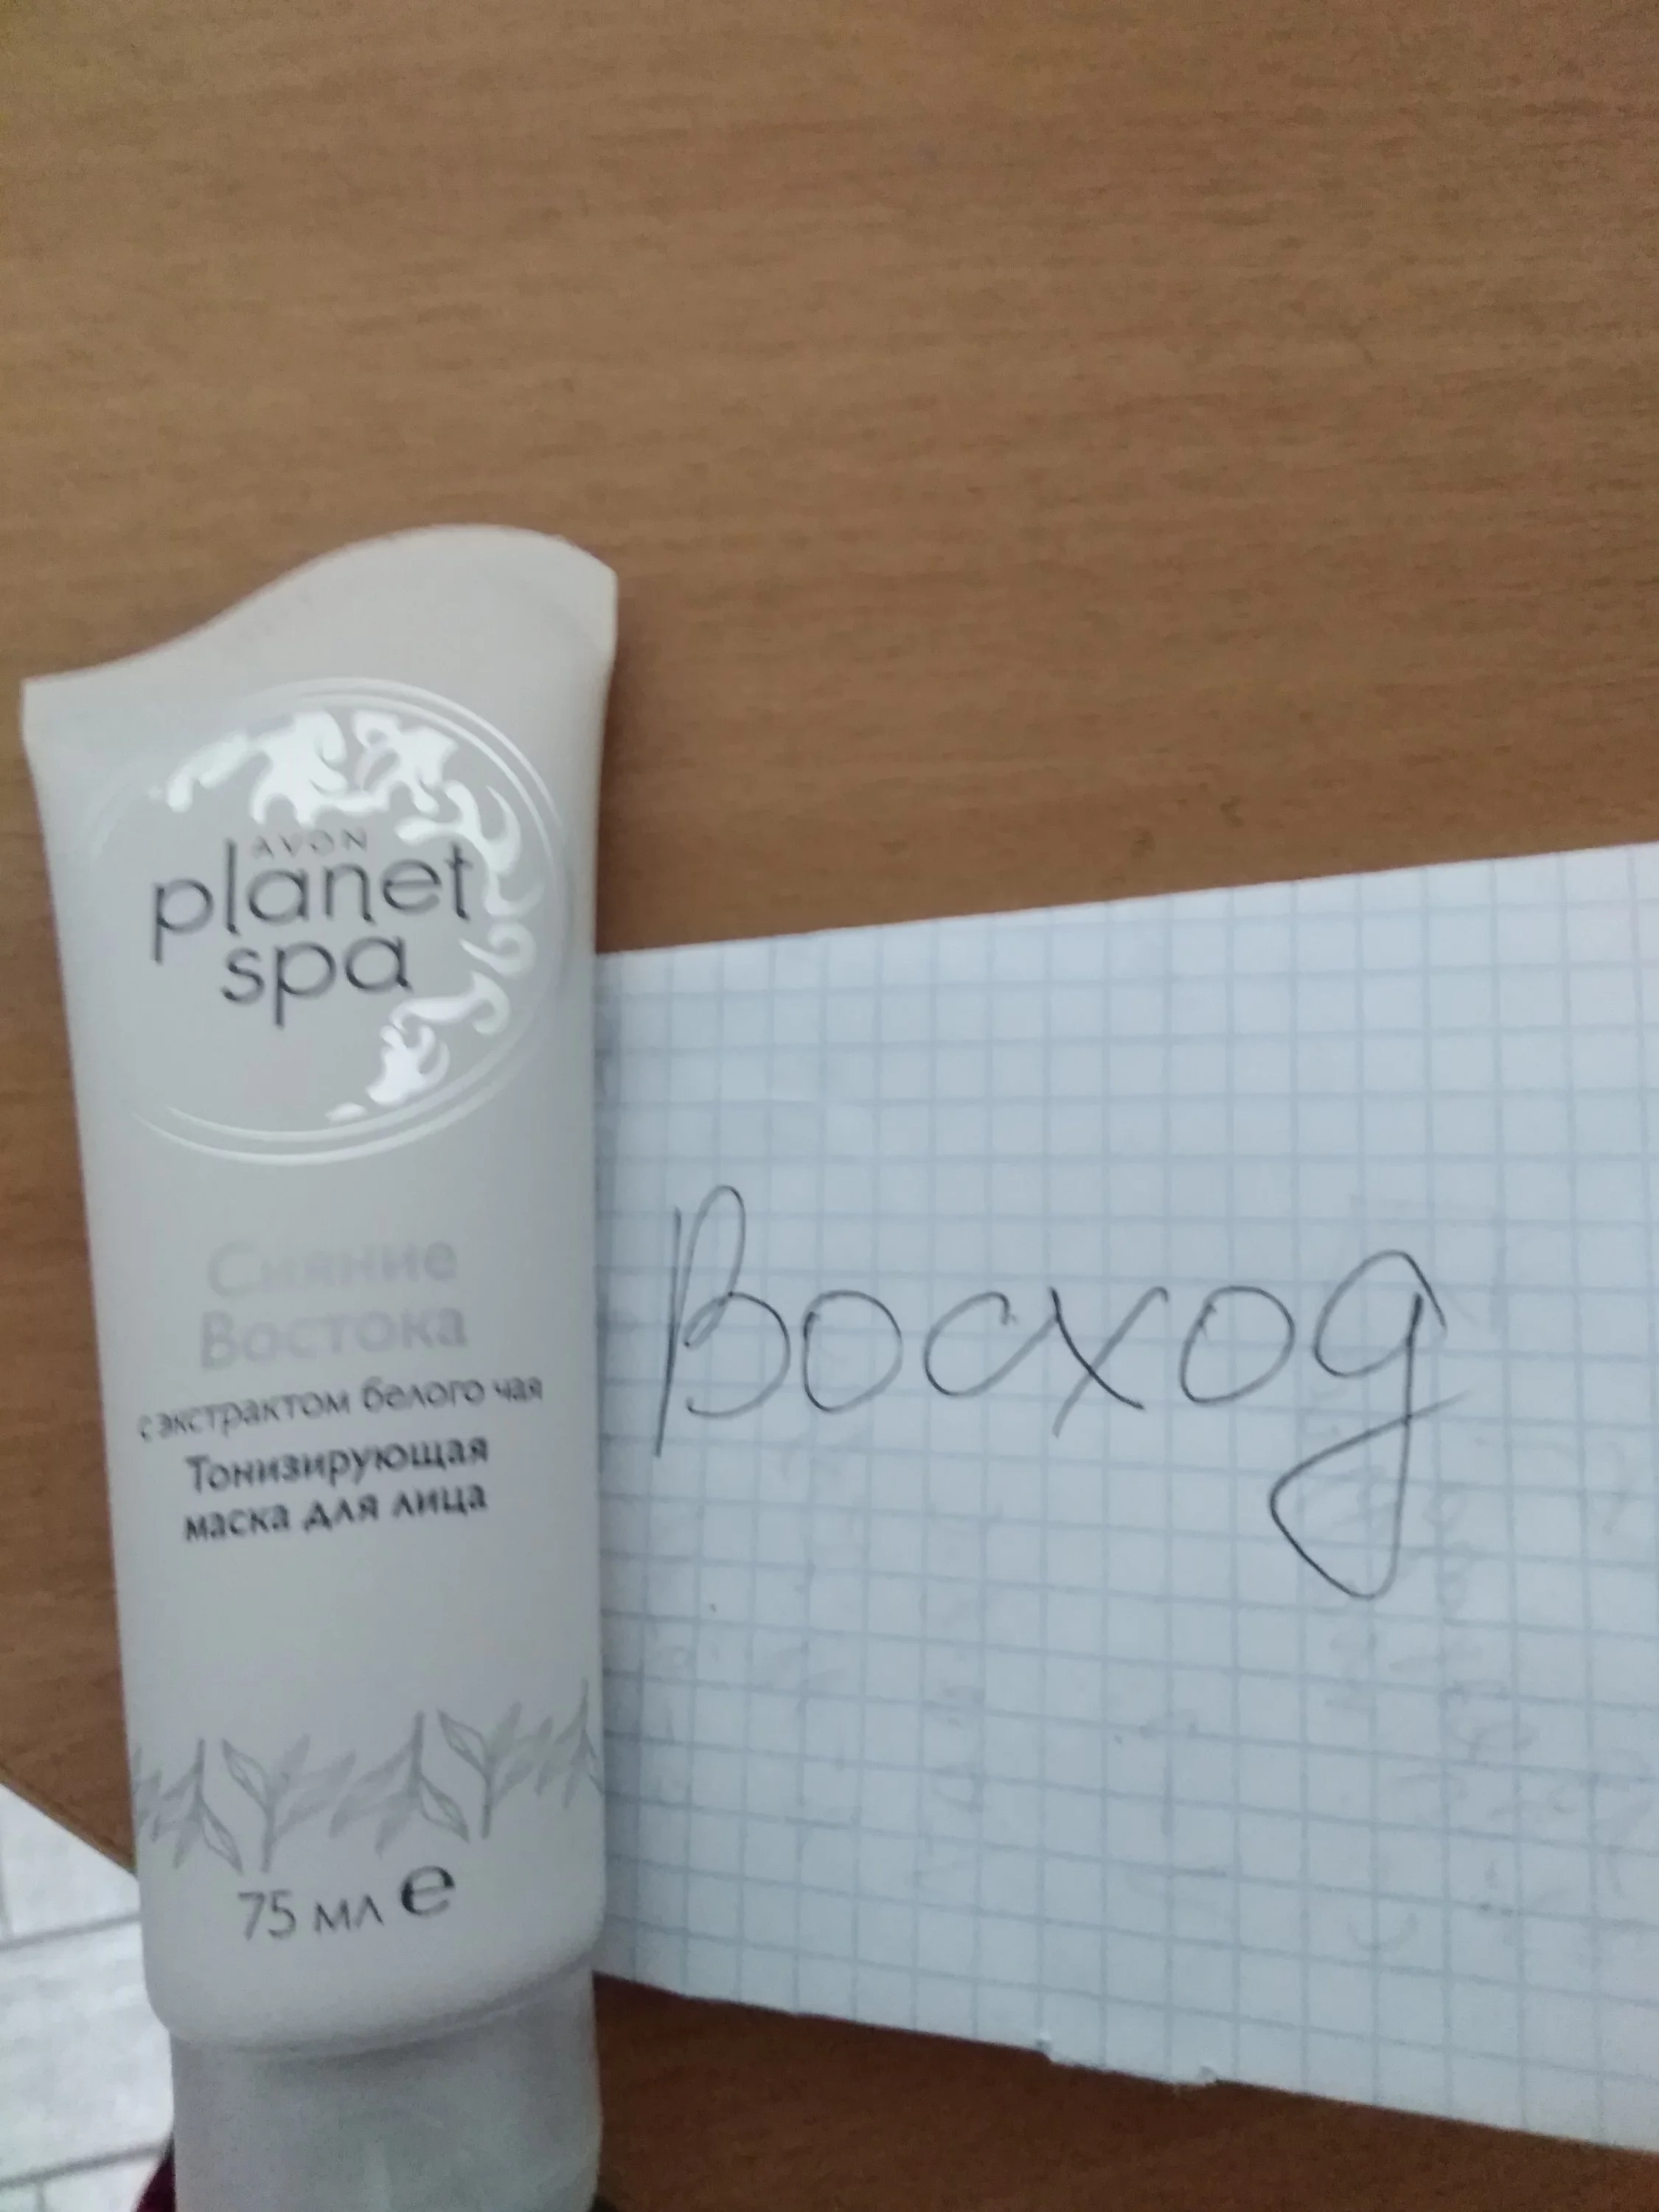 AVON
planet
spa
Сияние
Востока
с экстрактом белого чая
Тонизирующая
маска для лица
75 мл e
Восход